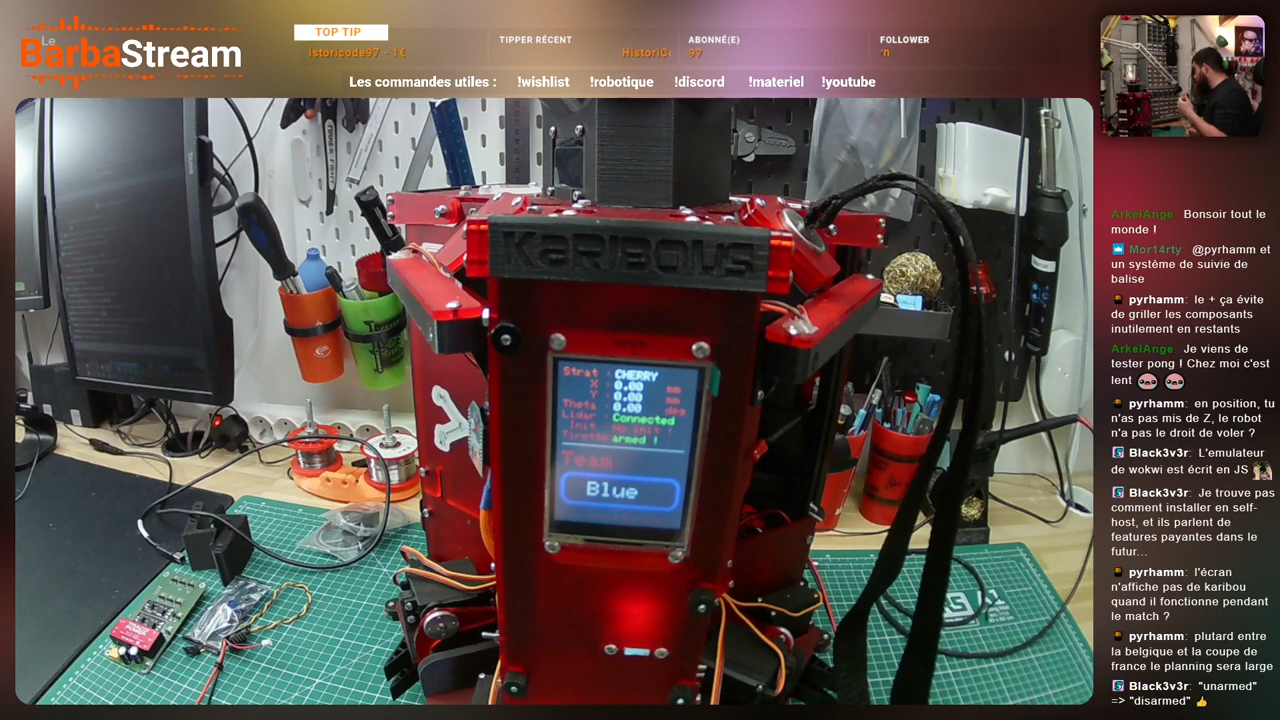 Le
BarbaStream
TOP TIP
istoricode97 - 1€
TIPPER RÉCENT
HistoriC
ABONNÉ(E)
97
FOLLOWER
Les commandes utiles : !wishlist !robotique !discord !materiel !youtube
KaRIBOUS
Strat : CHERRY
X : 0.00 mm
Y : 0.00 mm
Theta : 0.00 deg
Lidar : Connected
Init : No init !
Tirette armed !
Team
Blue
ArkelAnge: Bonsoir tout le
monde !
Mor14rty: @pyrhamm et
un système de suivie de
balise
pyrhamm: le + ça évite
de griller les composants
inutilement en restants
ArkelAnge: Je viens de
tester pong ! Chez moi c'est
lent
pyrhamm: en position, tu
n'as pas mis de Z, le robot
n'a pas le droit de voler ?
Black3v3r: L'emulateur
de wokwi est écrit en JS
Black3v3r: Je trouve pas
comment installer en self-
host, et ils parlent de
features payantes dans le
futur...
pyrhamm: l'écran
n'affiche pas de karibou
quand il fonctionne pendant
le match ?
pyrhamm: plutard entre
la belgique et la coupe de
france le planning sera large
Black3v3r: "unarmed"
=> "disarmed" 👍